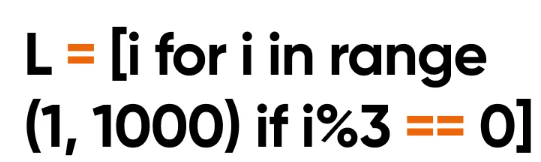 L = [i for i in range
(1, 1000) if i%3 == 0]